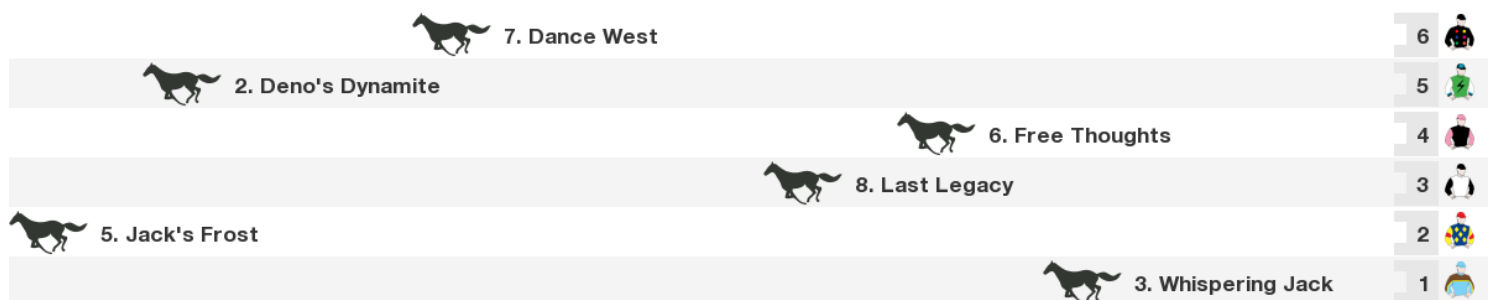 7. Dance West 6
2. Deno's Dynamite 5
6. Free Thoughts 4
8. Last Legacy 3
5. Jack's Frost 2
3. Whispering Jack 1